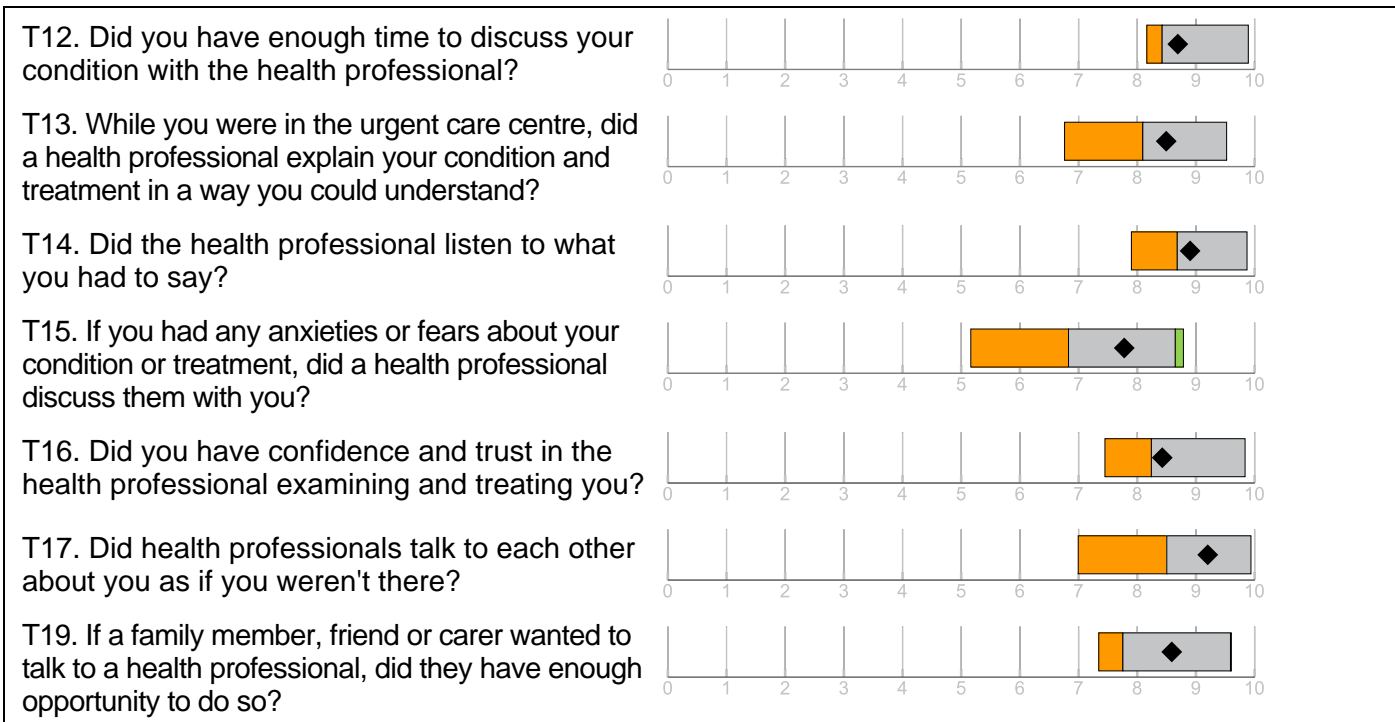 T12. Did you have enough time to discuss your
condition with the health professional?
0 1 2 3 4 5 6 7 8 9 10
T13. While you were in the urgent care centre, did
a health professional explain your condition and
treatment in a way you could understand?
0 1 2 3 4 5 6 7 8 9 10
T14. Did the health professional listen to what
you had to say?
0 1 2 3 4 5 6 7 8 9 10
T15. If you had any anxieties or fears about your
condition or treatment, did a health professional
discuss them with you?
0 1 2 3 4 5 6 7 8 9 10
T16. Did you have confidence and trust in the
health professional examining and treating you?
0 1 2 3 4 5 6 7 8 9 10
T17. Did health professionals talk to each other
about you as if you weren't there?
0 1 2 3 4 5 6 7 8 9 10
T19. If a family member, friend or carer wanted to
talk to a health professional, did they have enough
opportunity to do so?
0 1 2 3 4 5 6 7 8 9 10